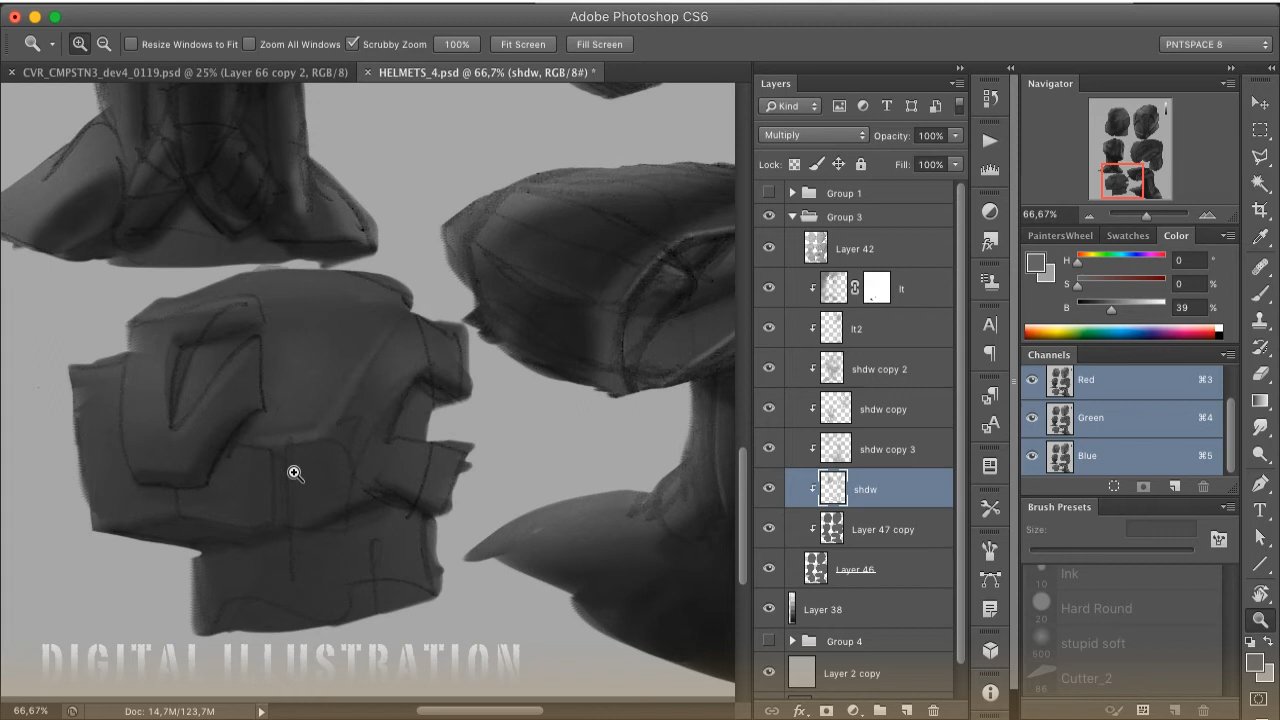 Adobe Photoshop CS6
Resize Windows to Fit Zoom All Windows Scrubby Zoom 100% Fit Screen Fill Screen PNTSPACE 8
CVR_CMPSTN3_dev4_0119.psd @ 25% (Layer 66 copy 2, RGB/8) HELMETS_4.psd @ 66,7% (shdw, RGB/8#) *
Layers
Kind
Multiply Opacity: 100%
Lock: Fill: 100%
Group 1
Group 3
Layer 42
lt
lt2
shdw copy 2
shdw copy
shdw copy 3
shdw
Layer 47 copy
Layer 46
Layer 38
Group 4
Layer 2 copy
Navigator
66,67%
PaintersWheel Swatches Color
H 0 °
S 0 %
B 39 %
Channels
Red ⌘3
Green ⌘4
Blue ⌘5
Brush Presets
Size:
Ink
10
Hard Round
20
stupid soft
500
Cutter_2
86
DIGITAL ILLUSTRATION
66,67% Doc: 14,7M/123,7M